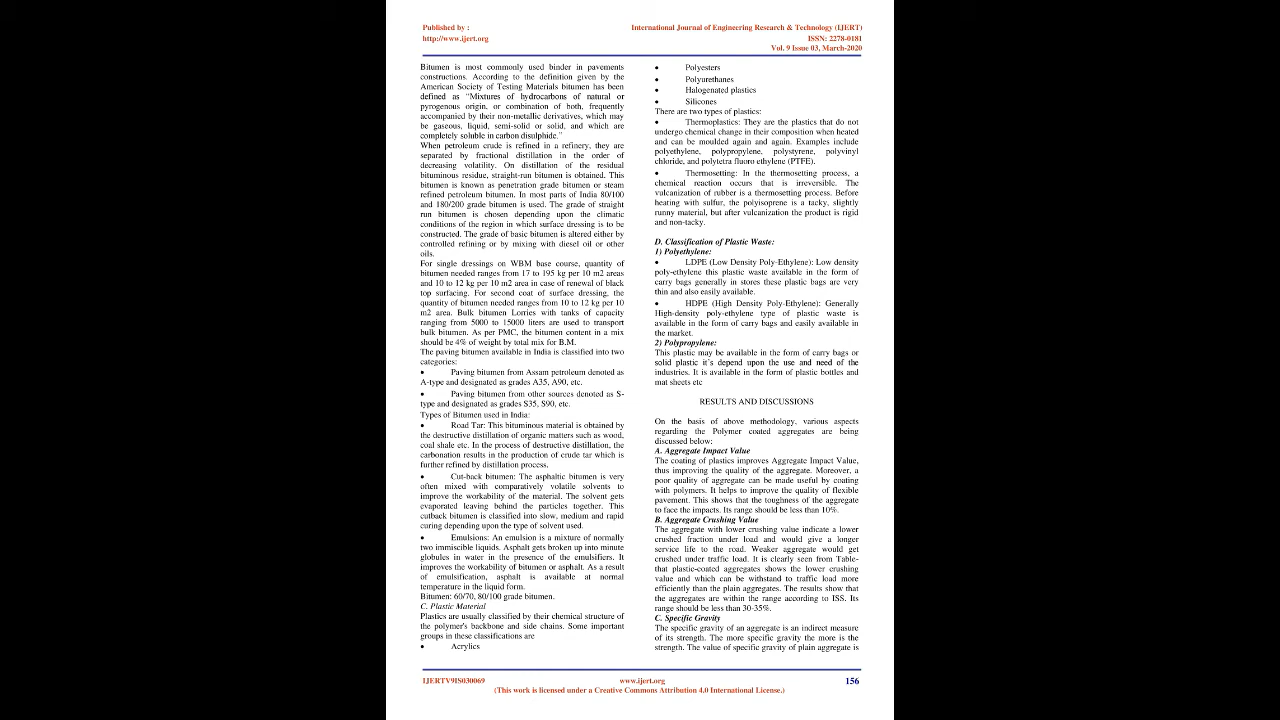 Published by :
http://www.ijert.org
International Journal of Engineering Research & Technology (IJERT)
ISSN: 2278-0181
Vol. 9 Issue 03, March-2020
Bitumen is most commonly used binder in pavements
constructions. According to the definition given by the
American Society of Testing Materials bitumen has been
defined as "Mixtures of hydrocarbons of natural or
pyrogenous origin, or combination of both, frequently
accompanied by their non-metallic derivatives, which may
be gaseous, liquid, semi-solid or solid, and which are
completely soluble in carbon disulphide."
When petroleum crude is refined in a refinery, they are
separated by fractional distillation in the order of
decreasing volatility. On distillation of the residual
bituminous residue, straight-run bitumen is obtained. This
bitumen is known as penetration grade bitumen or steam
refined petroleum bitumen. In most parts of India 80/100
and 180/200 grade bitumen is used. The grade of straight
run bitumen is chosen depending upon the climatic
conditions of the region in which surface dressing is to be
constructed. The grade of basic bitumen is altered either by
controlled refining or by mixing with diesel oil or other
oils.
For single dressings on WBM base course, quantity of
bitumen needed ranges from 17 to 195 kg per 10 m2 areas
and 10 to 12 kg per 10 m2 area in case of renewal of black
top surfacing. For second coat of surface dressing, the
quantity of bitumen needed ranges from 10 to 12 kg per 10
m2 area. Bulk bitumen Lorries with tanks of capacity
ranging from 5000 to 15000 liters are used to transport
bulk bitumen. As per PMC, the bitumen content in a mix
should be 4% of weight by total mix for B.M.
The paving bitumen available in India is classified into two
categories:
• Paving bitumen from Assam petroleum denoted as
A-type and designated as grades A35, A90, etc.
• Paving bitumen from other sources denoted as S-
type and designated as grades S35, S90, etc.
Types of Bitumen used in India:
• Road Tar: This bituminous material is obtained by
the destructive distillation of organic matters such as wood,
coal shale etc. In the process of destructive distillation, the
carbonation results in the production of crude tar which is
further refined by distillation process.
• Cut-back bitumen: The asphaltic bitumen is very
often mixed with comparatively volatile solvents to
improve the workability of the material. The solvent gets
evaporated leaving behind the particles together. This
cutback bitumen is classified into slow, medium and rapid
curing depending upon the type of solvent used.
• Emulsions: An emulsion is a mixture of normally
two immiscible liquids. Asphalt gets broken up into minute
globules in water in the presence of the emulsifiers. It
improves the workability of bitumen or asphalt. As a result
of emulsification, asphalt is available at normal
temperature in the liquid form.
Bitumen: 60/70, 80/100 grade bitumen.
C. Plastic Material
Plastics are usually classified by their chemical structure of
the polymer's backbone and side chains. Some important
groups in these classifications are
• Acrylics
• Polyesters
• Polyurethanes
• Halogenated plastics
• Silicones
There are two types of plastics:
• Thermoplastics: They are the plastics that do not
undergo chemical change in their composition when heated
and can be moulded again and again. Examples include
polyethylene, polypropylene, polystyrene, polyvinyl
chloride, and polytetra fluoro ethylene (PTFE).
• Thermosetting: In the thermosetting process, a
chemical reaction occurs that is irreversible. The
vulcanization of rubber is a thermosetting process. Before
heating with sulfur, the polyisoprene is a tacky, slightly
runny material, but after vulcanization the product is rigid
and non-tacky.
D. Classification of Plastic Waste:
1) Polyethylene:
• LDPE (Low Density Poly-Ethylene): Low density
poly-ethylene this plastic waste available in the form of
carry bags generally in stores these plastic bags are very
thin and also easily available.
• HDPE (High Density Poly-Ethylene): Generally
High-density poly-ethylene type of plastic waste is
available in the form of carry bags and easily available in
the market.
2) Polypropylene:
This plastic may be available in the form of carry bags or
solid plastic it's depend upon the use and need of the
industries. It is available in the form of plastic bottles and
mat sheets etc
RESULTS AND DISCUSSIONS
On the basis of above methodology, various aspects
regarding the Polymer coated aggregates are being
discussed below:
A. Aggregate Impact Value
The coating of plastics improves Aggregate Impact Value,
thus improving the quality of the aggregate. Moreover, a
poor quality of aggregate can be made useful by coating
with polymers. It helps to improve the quality of flexible
pavement. This shows that the toughness of the aggregate
to face the impacts. Its range should be less than 10%.
B. Aggregate Crushing Value
The aggregate with lower crushing value indicate a lower
crushed fraction under load and would give a longer
service life to the road. Weaker aggregate would get
crushed under traffic load. It is clearly seen from Table-
that plastic-coated aggregates shows the lower crushing
value and which can be withstand to traffic load more
efficiently than the plain aggregates. The results show that
the aggregates are within the range according to ISS. Its
range should be less than 30-35%.
C. Specific Gravity
The specific gravity of an aggregate is an indirect measure
of its strength. The more specific gravity the more is the
strength. The value of specific gravity of plain aggregate is
IJERTV9IS030069
www.ijert.org
156
(This work is licensed under a Creative Commons Attribution 4.0 International License.)